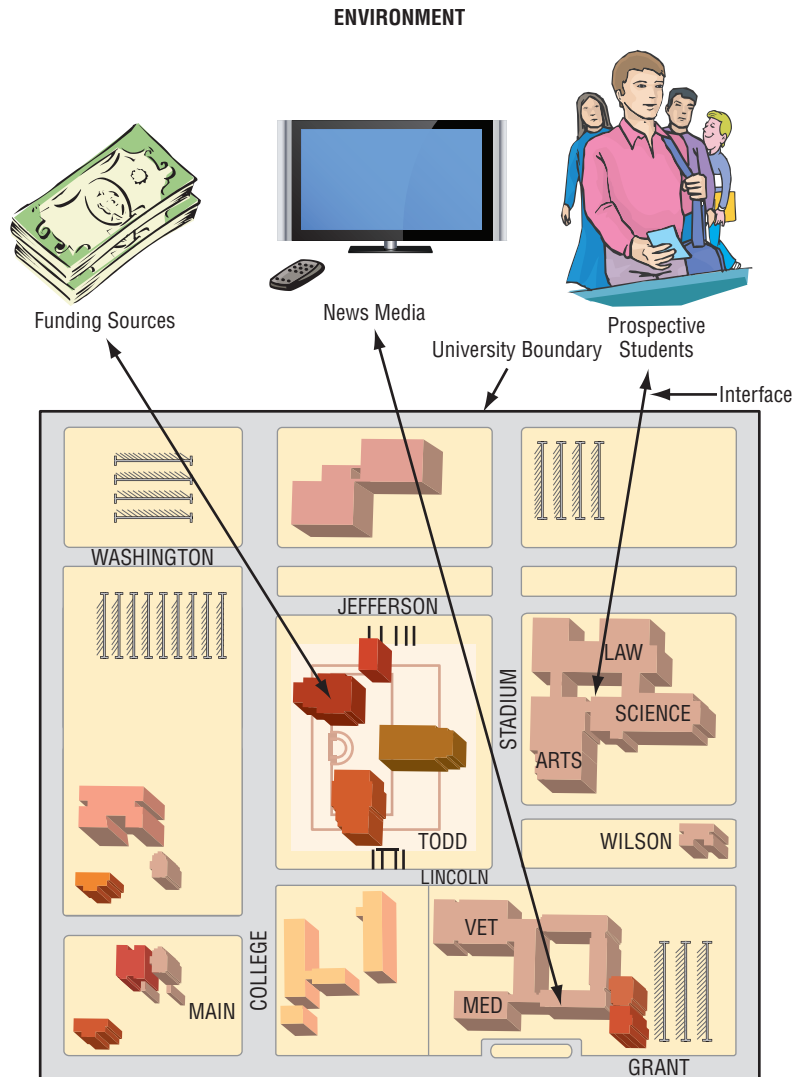 ENVIRONMENT
Funding Sources
News Media
Prospective
Students
University Boundary
Interface
WASHINGTON
JEFFERSON
LAW
STADIUM
SCIENCE
ARTS
TODD
WILSON
LINCOLN
VET
COLLEGE
MAIN
MED
GRANT